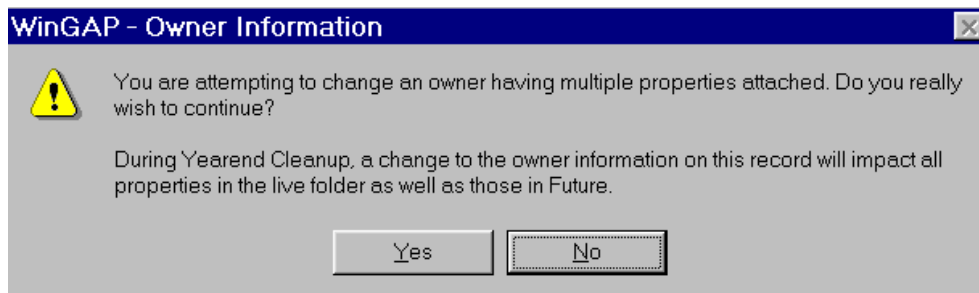 WinGAP - Owner Information
You are attempting to change an owner having multiple properties attached. Do you really
wish to continue?
During Yearend Cleanup, a change to the owner information on this record will impact all
properties in the live folder as well as those in Future.
Yes
No